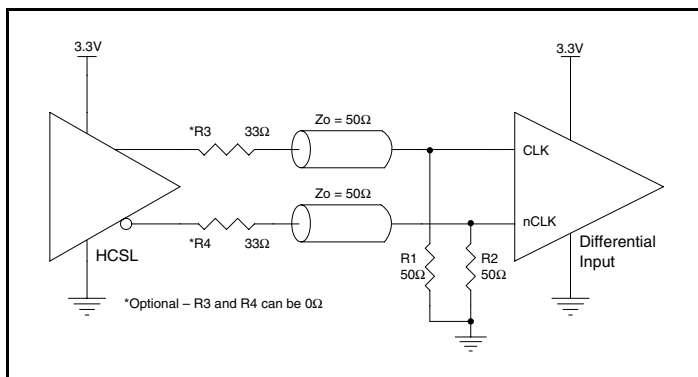 3.3V
3.3V
*R3 33Ω
Zo = 50Ω
CLK
Zo = 50Ω
nCLK
*R4 33Ω
HCSL
R1
50Ω
R2
50Ω
Differential
Input
*Optional – R3 and R4 can be 0Ω